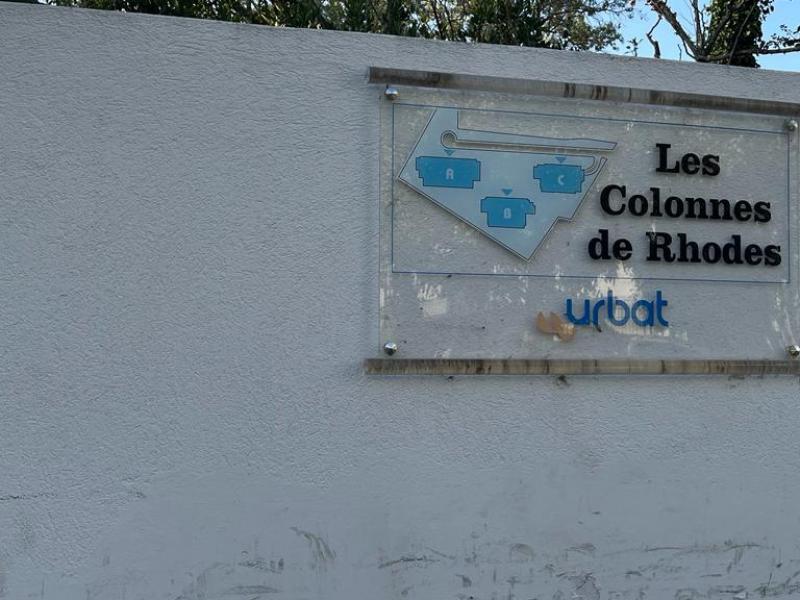 A
C
B
Les
Colonnes
de Rhodes
urbat